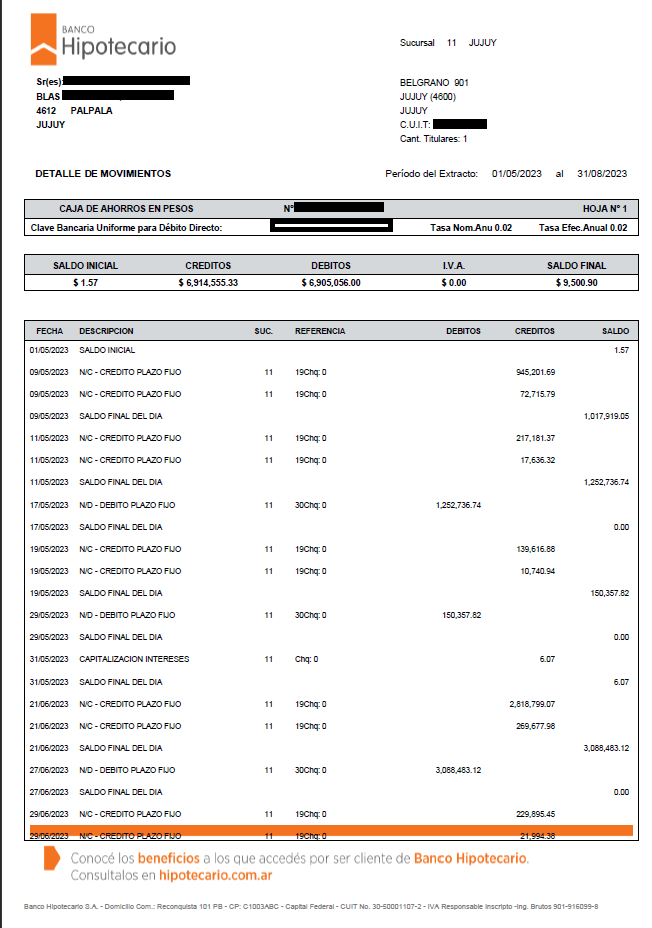 BANCO
Hipotecario
Sucursal 11 JUJUY
Sr(es):
BLAS
4612 PALPALA
JUJUY
BELGRANO 901
JUJUY (4600)
JUJUY
C.U.I.T:
Cant. Titulares: 1
DETALLE DE MOVIMIENTOS Período del Extracto: 01/05/2023 al 31/08/2023
CAJA DE AHORROS EN PESOS N° HOJA N° 1
Clave Bancaria Uniforme para Débito Directo: Tasa Nom.Anu 0.02 Tasa Efec.Anual 0.02
SALDO INICIAL CREDITOS DEBITOS I.V.A. SALDO FINAL
$ 1.57 $ 6,914,555.33 $ 6,905,056.00 $ 0.00 $ 9,500.90
FECHA DESCRIPCION SUC. REFERENCIA DEBITOS CREDITOS SALDO
01/05/2023 SALDO INICIAL 1.57
09/05/2023 N/C - CREDITO PLAZO FIJO 11 19Chq: 0 945,201.69
09/05/2023 N/C - CREDITO PLAZO FIJO 11 19Chq: 0 72,715.79
09/05/2023 SALDO FINAL DEL DIA 1,017,919.05
11/05/2023 N/C - CREDITO PLAZO FIJO 11 19Chq: 0 217,181.37
11/05/2023 N/C - CREDITO PLAZO FIJO 11 19Chq: 0 17,636.32
11/05/2023 SALDO FINAL DEL DIA 1,252,736.74
17/05/2023 N/D - DEBITO PLAZO FIJO 11 30Chq: 0 1,252,736.74
17/05/2023 SALDO FINAL DEL DIA 0.00
19/05/2023 N/C - CREDITO PLAZO FIJO 11 19Chq: 0 139,616.88
19/05/2023 N/C - CREDITO PLAZO FIJO 11 19Chq: 0 10,740.94
19/05/2023 SALDO FINAL DEL DIA 150,357.82
29/05/2023 N/D - DEBITO PLAZO FIJO 11 30Chq: 0 150,357.82
29/05/2023 SALDO FINAL DEL DIA 0.00
31/05/2023 CAPITALIZACION INTERESES 11 Chq: 0 6.07
31/05/2023 SALDO FINAL DEL DIA 6.07
21/06/2023 N/C - CREDITO PLAZO FIJO 11 19Chq: 0 2,818,799.07
21/06/2023 N/C - CREDITO PLAZO FIJO 11 19Chq: 0 269,677.98
21/06/2023 SALDO FINAL DEL DIA 3,088,483.12
27/06/2023 N/D - DEBITO PLAZO FIJO 11 30Chq: 0 3,088,483.12
27/06/2023 SALDO FINAL DEL DIA 0.00
29/06/2023 N/C - CREDITO PLAZO FIJO 11 19Chq: 0 229,895.45
29/06/2023 N/C - CREDITO PLAZO FIJO 11 19Chq: 0 21,994.38
Conocé los beneficios a los que accedés por ser cliente de Banco Hipotecario.
Consultalos en hipotecario.com.ar
Banco Hipotecario S.A. - Domicilio Com.: Reconquista 101 PB - CP: C1003ABC - Capital Federal - CUIT No. 30-50001107-2 - IVA Responsable Inscripto -Ing. Brutos 901-916099-8